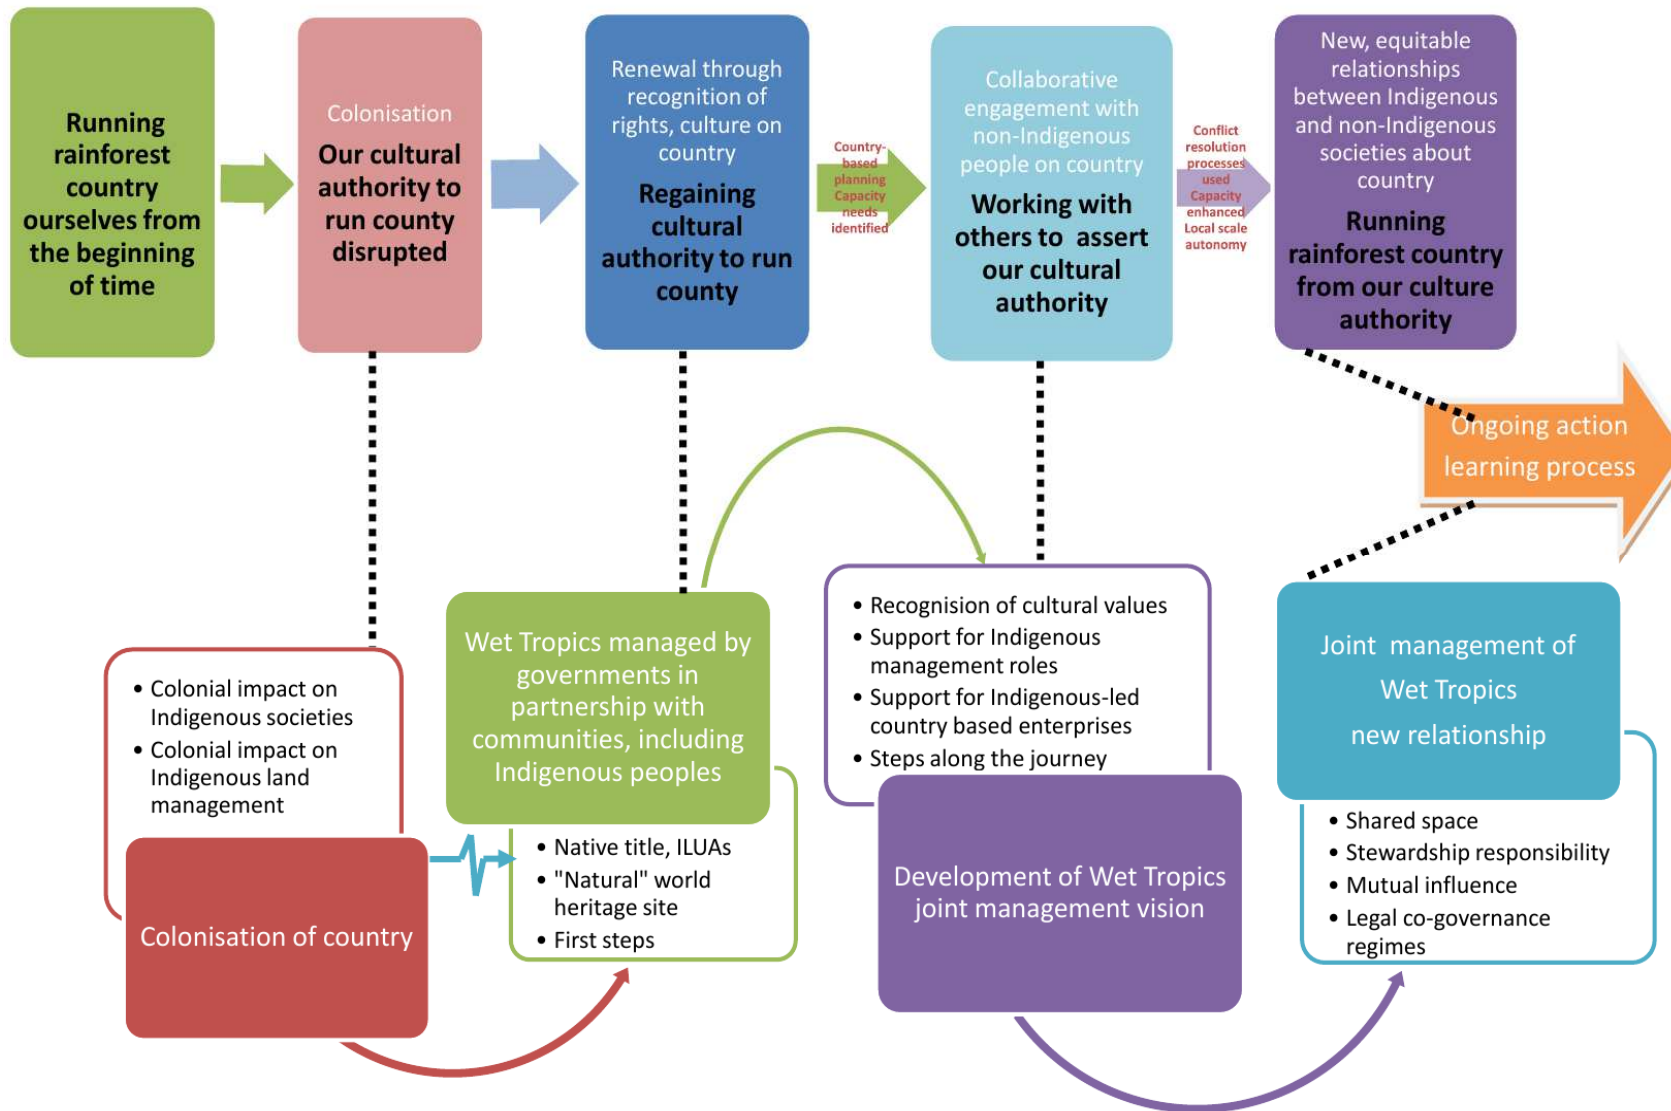 Running
rainforest
country
ourselves from
the beginning
of time
Colonisation
Our cultural
authority to
run county
disrupted
Renewal through
recognition of
rights, culture on
country
Regaining
cultural
authority to run
county
Country-
based
planning
Capacity
needs
identified
Collaborative
engagement with
non-Indigenous
people on country
Working with
others to assert
our cultural
authority
Conflict
resolution
processes
used
Capacity
enhanced
Local scale
autonomy
New, equitable
relationships
between Indigenous
and non-Indigenous
societies about
country
Running
rainforest country
from our culture
authority
Ongoing action
learning process
• Colonial impact on
Indigenous societies
• Colonial impact on
Indigenous land
management
Colonisation of country
Wet Tropics managed by
governments in
partnership with
communities, including
Indigenous peoples
• Native title, ILUAs
• "Natural" world
heritage site
• First steps
• Recognision of cultural values
• Support for Indigenous
management roles
• Support for Indigenous-led
country based enterprises
• Steps along the journey
Development of Wet Tropics
joint management vision
Joint management of
Wet Tropics
new relationship
• Shared space
• Stewardship responsibility
• Mutual influence
• Legal co-governance
regimes